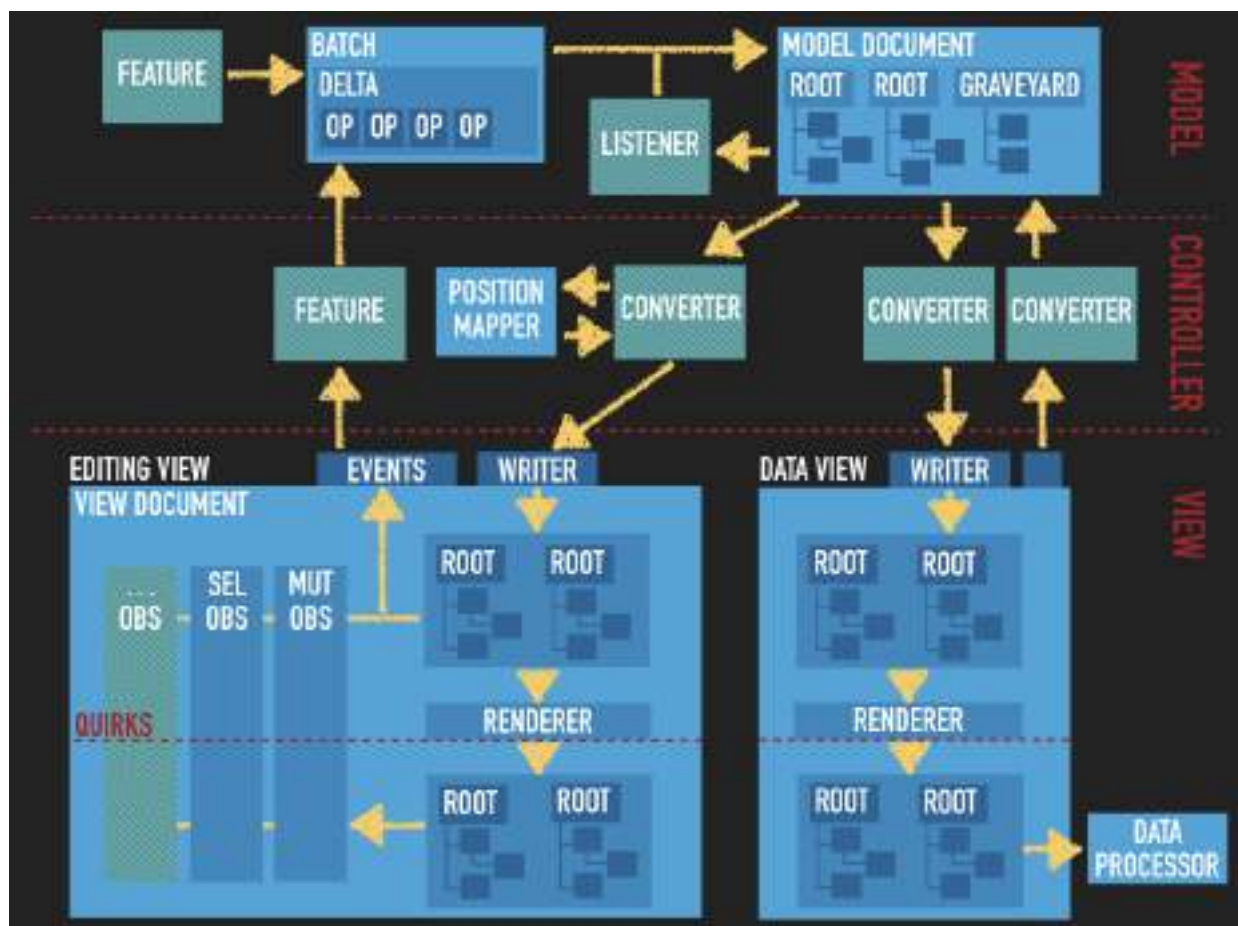 FEATURE
BATCH
DELTA
OP OP OP OP
LISTENER
MODEL DOCUMENT
ROOT ROOT GRAVEYARD
MODEL
FEATURE
POSITION
MAPPER
CONVERTER
CONVERTER
CONVERTER
CONTROLLER
EDITING VIEW
EVENTS
WRITER
VIEW DOCUMENT
ROOT ROOT
...
OBS
SEL
OBS
MUT
OBS
QUIRKS
RENDERER
ROOT ROOT
DATA VIEW
WRITER
ROOT ROOT
RENDERER
ROOT ROOT
DATA
PROCESSOR
VIEW